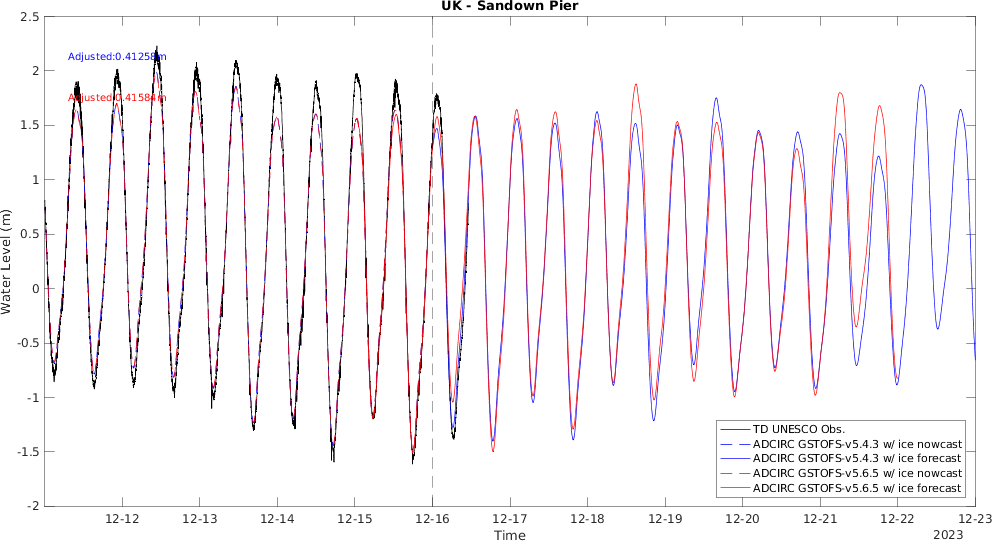 UK - Sandown Pier
2.5
2
1.5
1
0.5
0
-0.5
-1
-1.5
-2
Water Level (m)
Adjusted:0.41258m
Adjusted:0.41584m
TD UNESCO Obs.
ADCIRC GSTOFS-v5.4.3 w/ ice nowcast
ADCIRC GSTOFS-v5.4.3 w/ ice forecast
ADCIRC GSTOFS-v5.6.5 w/ ice nowcast
ADCIRC GSTOFS-v5.6.5 w/ ice forecast
12-12 12-13 12-14 12-15 12-16 12-17 12-18 12-19 12-20 12-21 12-22 12-23
Time
2023